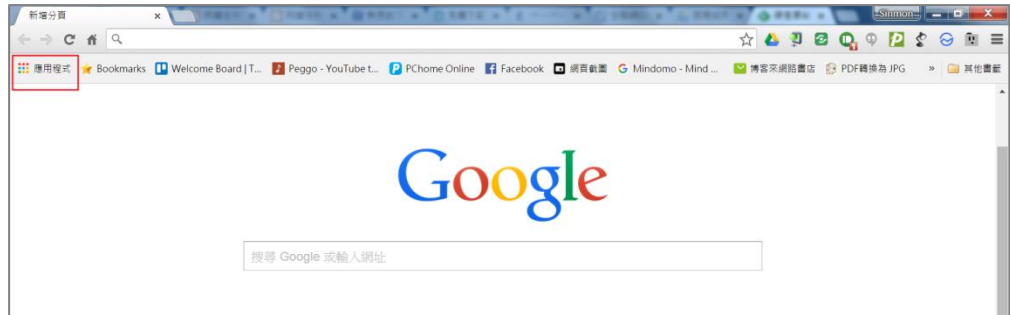 新增分頁
Sinmon
應用程式 Bookmarks Welcome Board | T... Peggo - YouTube t... PChome Online Facebook 網頁截圖 Mindomo - Mind ... 博客來網路書店 PDF轉換為 JPG » 其他書籤
Google
搜尋 Google 或輸入網址